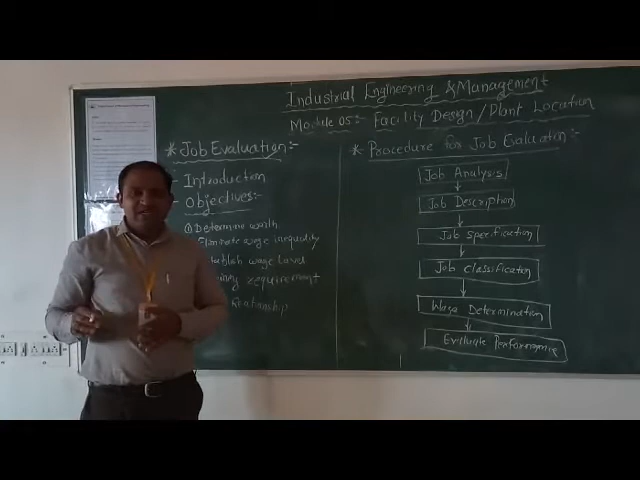 Industrial Engineering & Management
Module 05:- Facility Design/Plant Location
* Job Evaluation:-
- Introduction
- Objectives:-
① Determine worth
Eliminate wage inequality
wage Level
requirement
* Procedure for Job Evaluation:-
Job Analysis
Job Description
Job Specification
Job classification
Wage Determination
Evaluate Performance